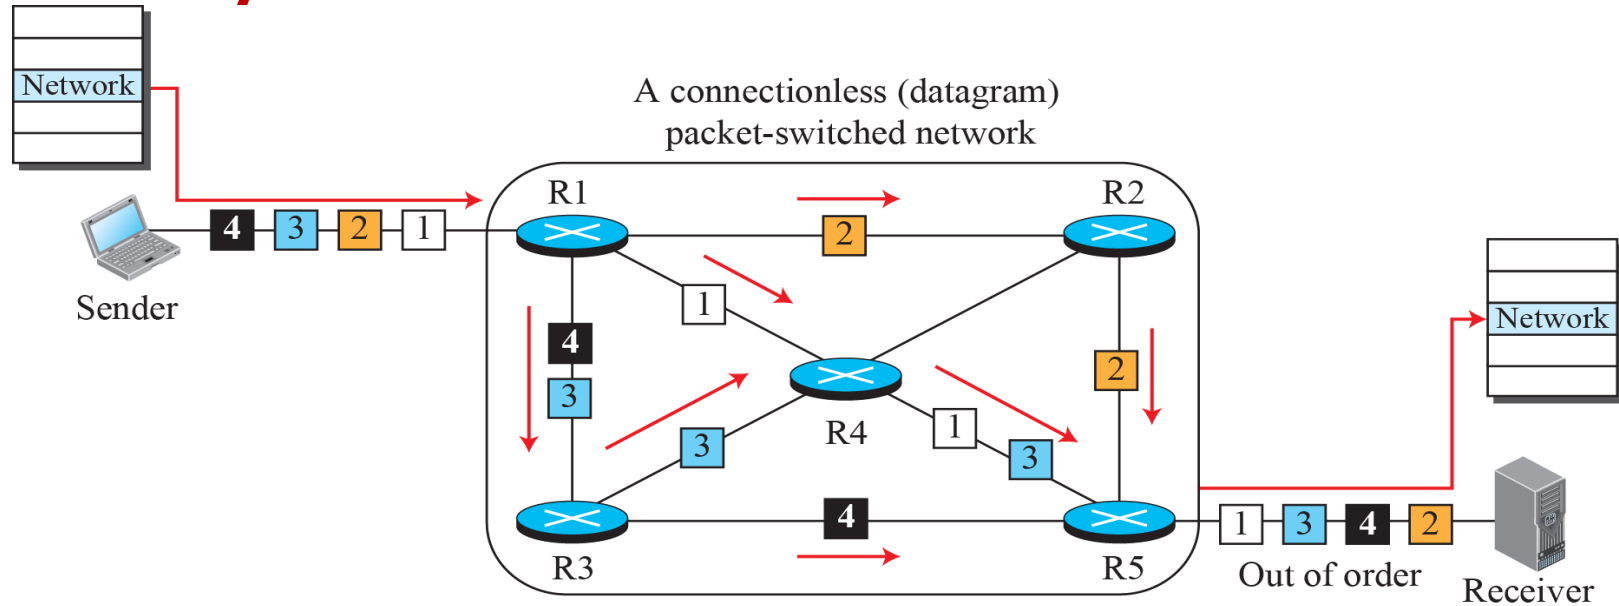 Network
A connectionless (datagram)
packet-switched network
R1
R2
2
4 3 2 1
1
Sender
Network
4
2
3
R4
1
3
3
4
1 3 4 2
R3
R5
Out of order
Receiver